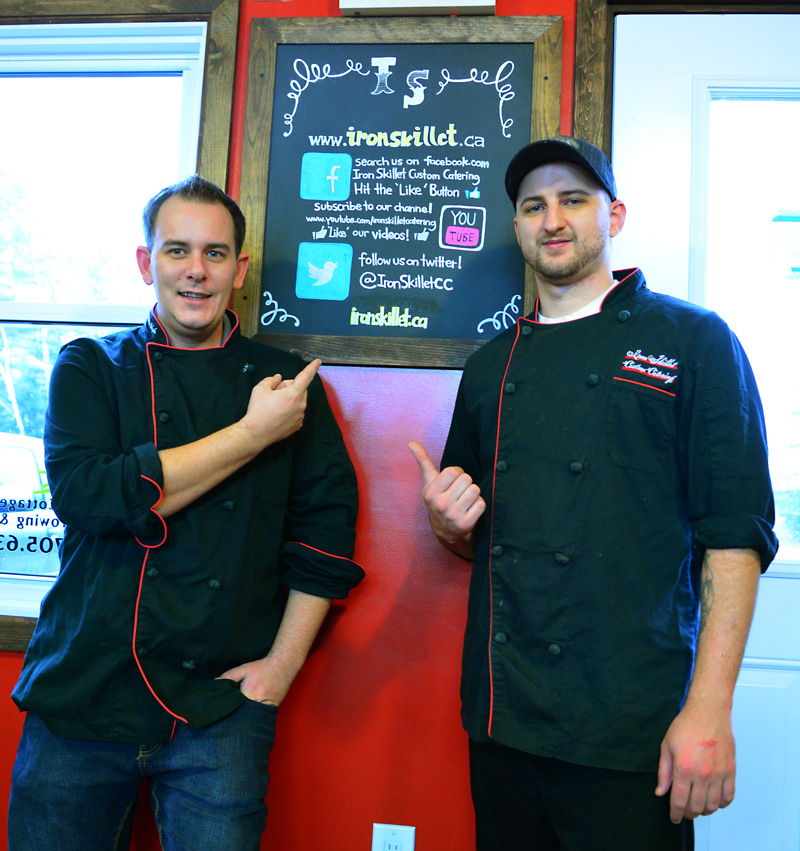 I S
www.ironskillet.ca
f
search us on facebook.com
Iron Skillet Custom Catering
Hit the 'Like' Button
Subscribe to our channel
www.youtube.com/ironskilletcatering
'Like' our videos!
YOU
TUBE
follow us on twitter!
@IronSkilletCC
ironskillet.ca
Iron Skillet
Custom Catering
ottage
owing &
705.63